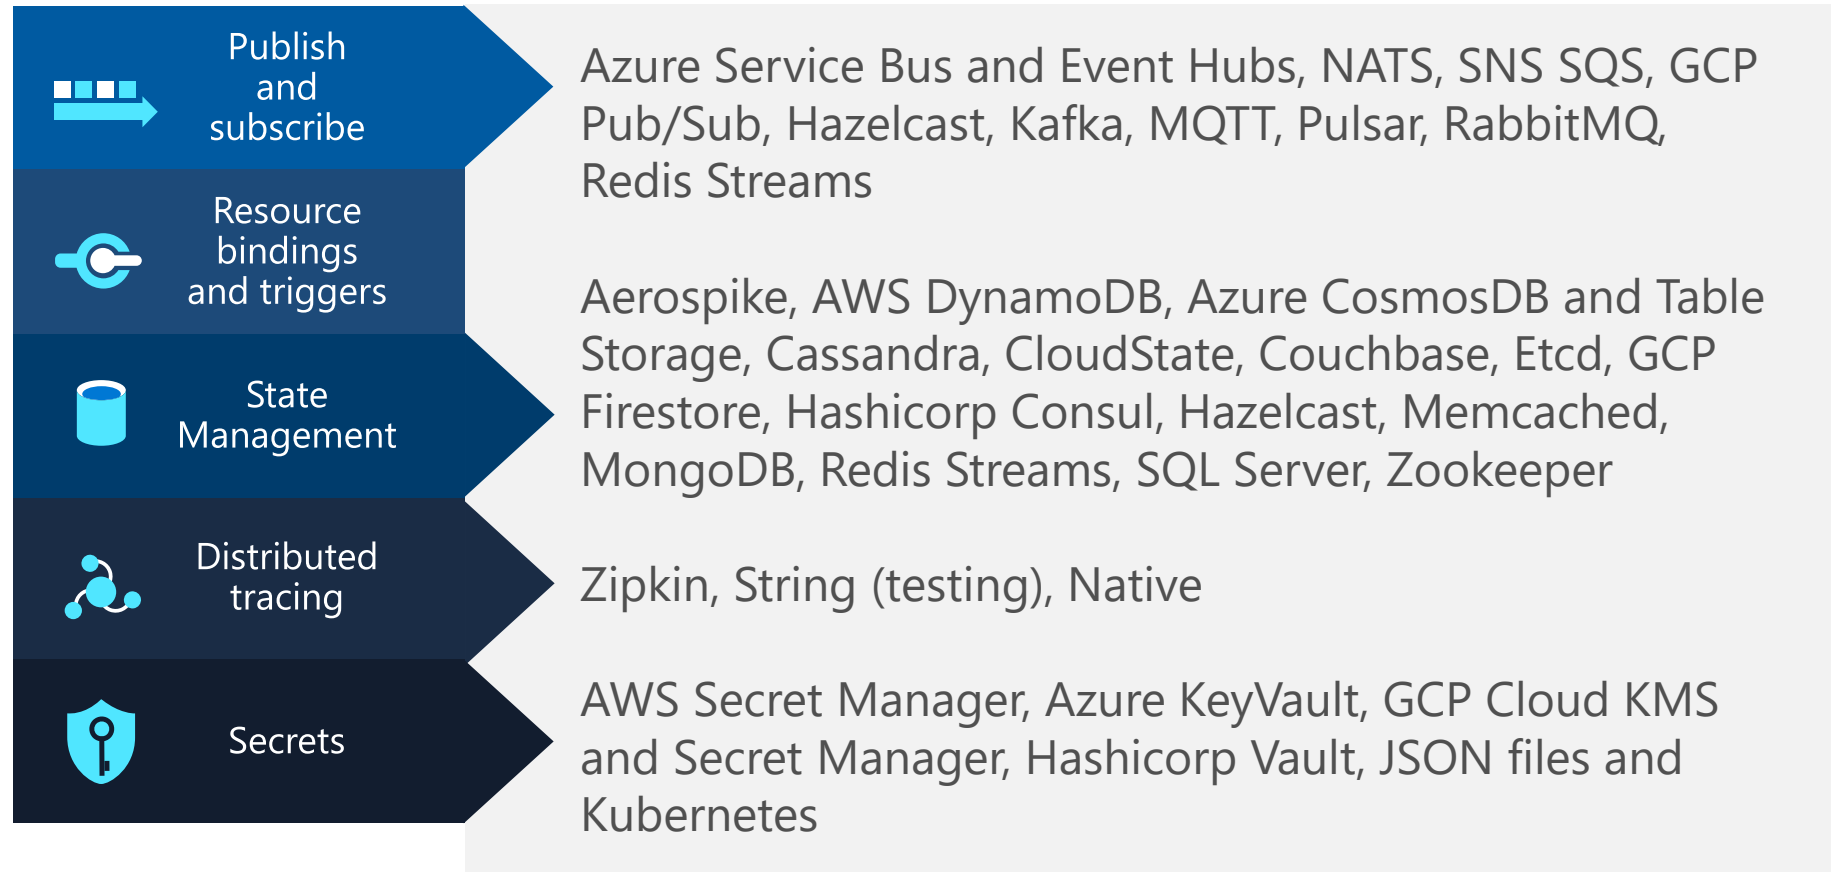 Publish
and
subscribe
Azure Service Bus and Event Hubs, NATS, SNS SQS, GCP
Pub/Sub, Hazelcast, Kafka, MQTT, Pulsar, RabbitMQ,
Redis Streams
Resource
bindings
and triggers
State
Management
Aerospike, AWS DynamoDB, Azure CosmosDB and Table
Storage, Cassandra, CloudState, Couchbase, Etcd, GCP
Firestore, Hashicorp Consul, Hazelcast, Memcached,
MongoDB, Redis Streams, SQL Server, Zookeeper
Distributed
tracing
Zipkin, String (testing), Native
Secrets
AWS Secret Manager, Azure KeyVault, GCP Cloud KMS
and Secret Manager, Hashicorp Vault, JSON files and
Kubernetes